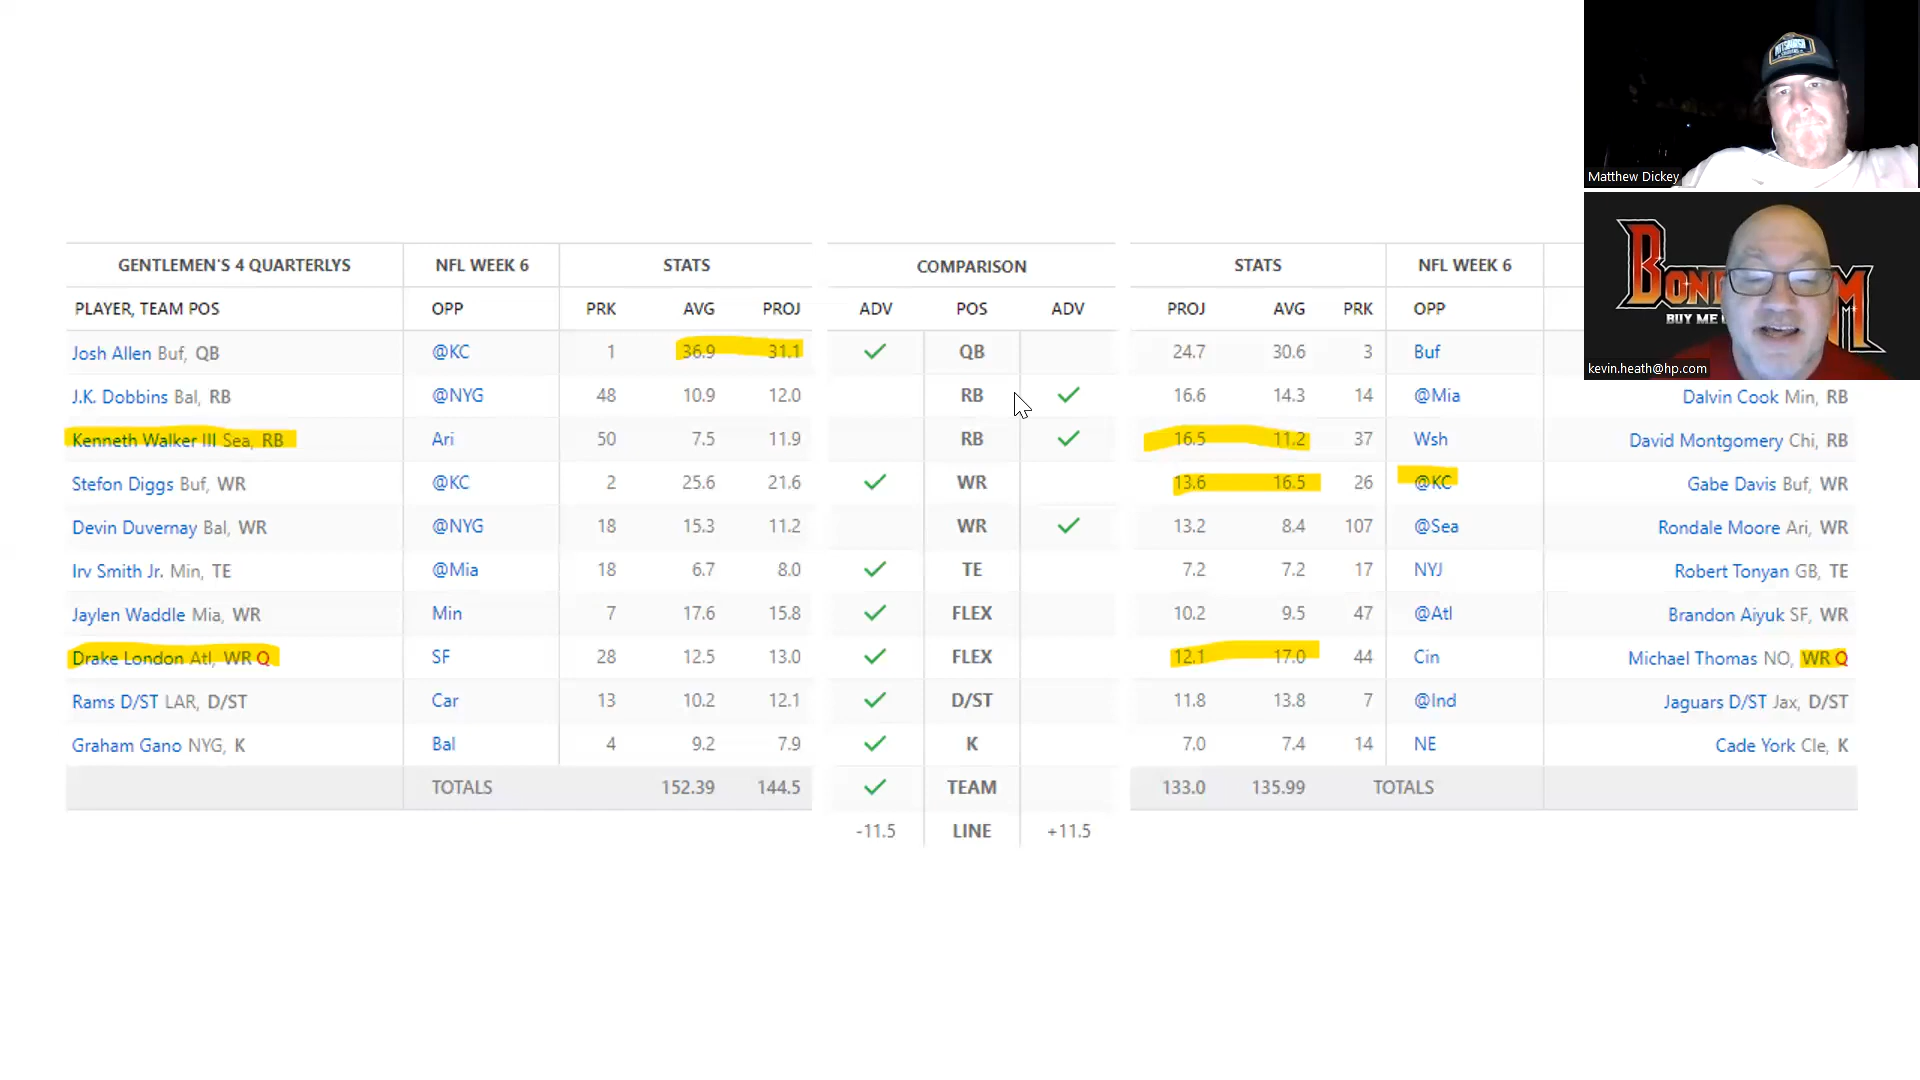 Matthew Dickey
BUY ME
kevin.heath@hp.com
GENTLEMEN'S 4 QUARTERLYS NFL WEEK 6 STATS COMPARISON STATS NFL WEEK 6
PLAYER, TEAM POS OPP PRK AVG PROJ ADV POS ADV PROJ AVG PRK OPP
Josh Allen Buf, QB @KC 1 36.9 31.1 QB 24.7 30.6 3 Buf
J.K. Dobbins Bal, RB @NYG 48 10.9 12.0 RB 16.6 14.3 14 @Mia Dalvin Cook Min, RB
Kenneth Walker III Sea, RB Ari 50 7.5 11.9 RB 16.5 11.2 37 Wsh David Montgomery Chi, RB
Stefon Diggs Buf, WR @KC 2 25.6 21.6 WR 13.6 16.5 26 @KC Gabe Davis Buf, WR
Devin Duvernay Bal, WR @NYG 18 15.3 11.2 WR 13.2 8.4 107 @Sea Rondale Moore Ari, WR
Irv Smith Jr. Min, TE @Mia 18 6.7 8.0 TE 7.2 7.2 17 NYJ Robert Tonyan GB, TE
Jaylen Waddle Mia, WR Min 7 17.6 15.8 FLEX 10.2 9.5 47 @Atl Brandon Aiyuk SF, WR
Drake London Atl, WR Q SF 28 12.5 13.0 FLEX 12.1 17.0 44 Cin Michael Thomas NO, WR Q
Rams D/ST LAR, D/ST Car 13 10.2 12.1 D/ST 11.8 13.8 7 @Ind Jaguars D/ST Jax, D/ST
Graham Gano NYG, K Bal 4 9.2 7.9 K 7.0 7.4 14 NE Cade York Cle, K
TOTALS 152.39 144.5 TEAM 133.0 135.99 TOTALS
-11.5 LINE +11.5